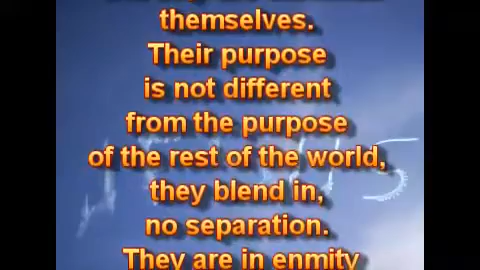 themselves.
Their purpose
is not different
from the purpose
of the rest of the world,
they blend in,
no separation.
They are in enmity